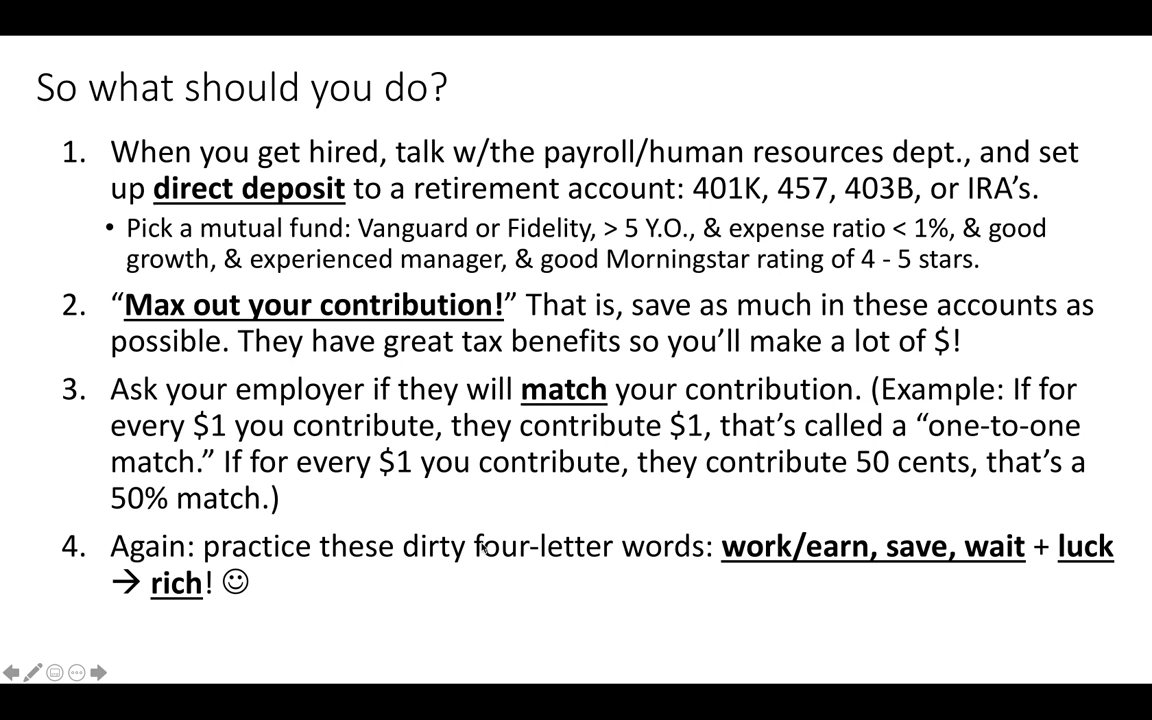 So what should you do?
1. When you get hired, talk w/the payroll/human resources dept., and set
up direct deposit to a retirement account: 401K, 457, 403B, or IRA's.
• Pick a mutual fund: Vanguard or Fidelity, > 5 Y.O., & expense ratio < 1%, & good
growth, & experienced manager, & good Morningstar rating of 4 - 5 stars.
2. “Max out your contribution!” That is, save as much in these accounts as
possible. They have great tax benefits so you’ll make a lot of $!
3. Ask your employer if they will match your contribution. (Example: If for
every $1 you contribute, they contribute $1, that’s called a “one-to-one
match.” If for every $1 you contribute, they contribute 50 cents, that’s a
50% match.)
4. Again: practice these dirty four-letter words: work/earn, save, wait + luck
→ rich! ☺